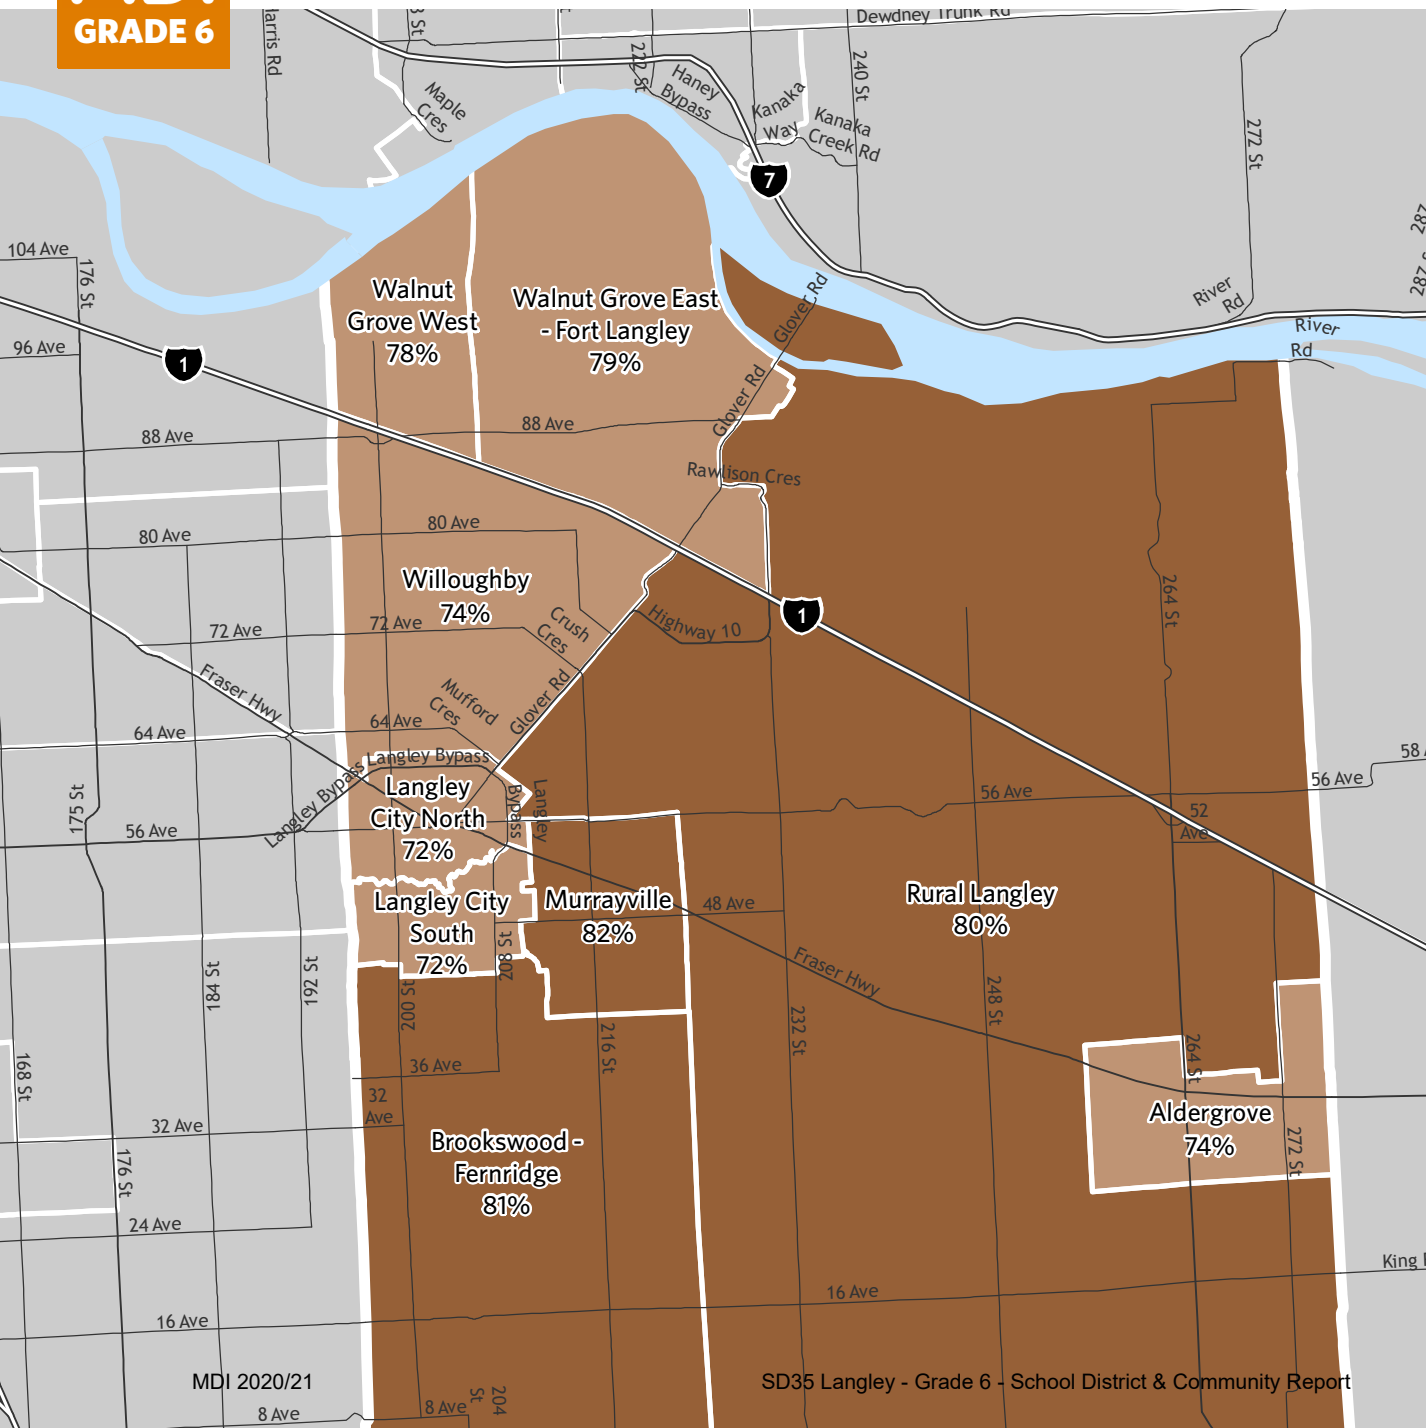 GRADE 6
Harris Rd
Dewdney Trunk Rd
222 St
240 St
Maple
Cres
Haney
Bypass
Kanaka
Way
Kanaka
Creek Rd
7
272 St
104 Ave
176 St
Walnut
Grove West
78%
Walnut Grove East
- Fort Langley
79%
Glover Rd
River
Rd
River
Rd
96 Ave
1
Glover Rd
88 Ave
88 Ave
Rawlison Cres
80 Ave
80 Ave
Willoughby
74%
264 St
1
72 Ave
72 Ave
Crush
Cres
Highway 10
Fraser Hwy
Mufford
Cres
Glover Rd
64 Ave
64 Ave
Langley Bypass
Langley Bypass
Langley
Bypass
Langley
City North
72%
175 St
56 Ave
56 Ave
56 Ave
52
Ave
Langley City
South
72%
Murrayville
82%
48 Ave
Rural Langley
80%
208 St
Fraser Hwy
184 St
192 St
200 St
216 St
232 St
248 St
264 St
168 St
36 Ave
32
Ave
32 Ave
Aldergrove
74%
272 St
Brookswood -
Fernridge
81%
176 St
24 Ave
16 Ave
16 Ave
MDI 2020/21
SD35 Langley - Grade 6 - School District & Community Report
8 Ave
8 Ave
204
St